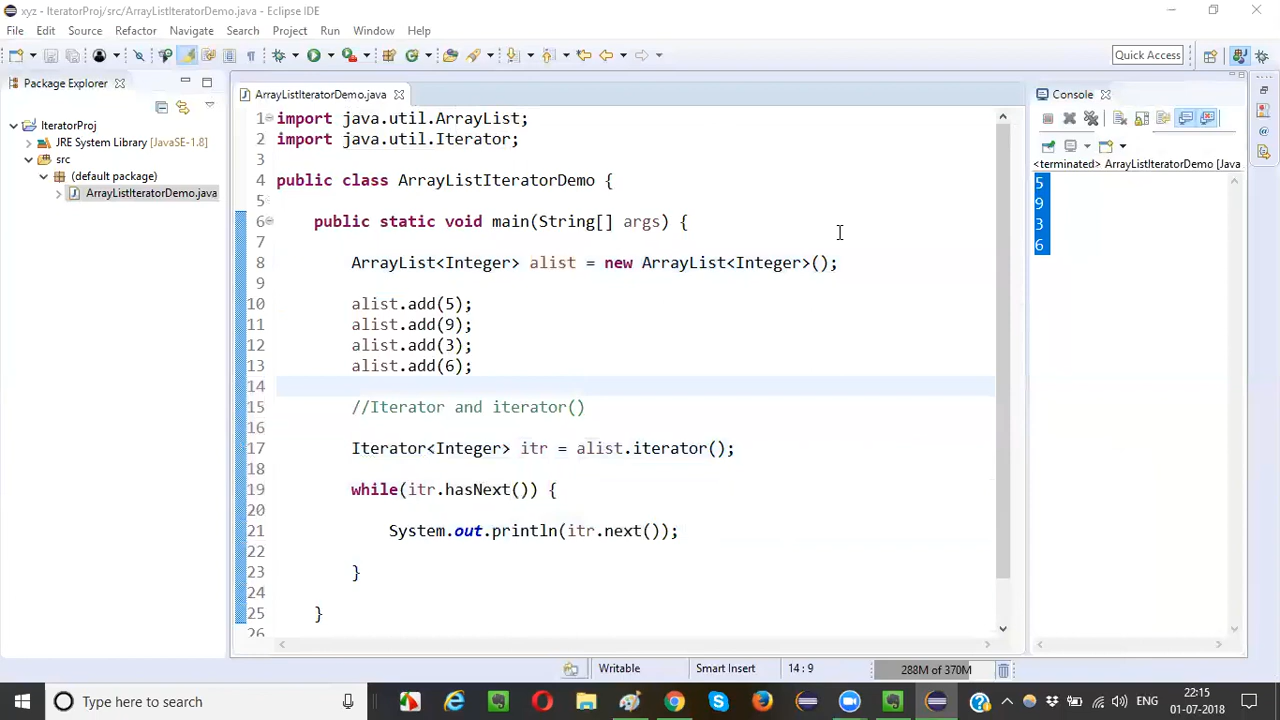 xyz - IteratorProj/src/ArrayListIteratorDemo.java - Eclipse IDE
File Edit Source Refactor Navigate Search Project Run Window Help
Quick Access
Package Explorer
IteratorProj
JRE System Library [JavaSE-1.8]
src
(default package)
ArrayListIteratorDemo.java
ArrayListIteratorDemo.java
1 import java.util.ArrayList;
2 import java.util.Iterator;
3
4 public class ArrayListIteratorDemo {
5
6 public static void main(String[] args) {
7
8 ArrayList<Integer> alist = new ArrayList<Integer>();
9
10 alist.add(5);
11 alist.add(9);
12 alist.add(3);
13 alist.add(6);
14
15 //Iterator and iterator()
16
17 Iterator<Integer> itr = alist.iterator();
18
19 while(itr.hasNext()) {
20
21 System.out.println(itr.next());
22
23 }
24
25 }
26
Console
<terminated> ArrayListIteratorDemo [Java
5
9
3
6
Writable Smart Insert 14 : 9 288M of 370M
Type here to search
ENG
22:15
01-07-2018